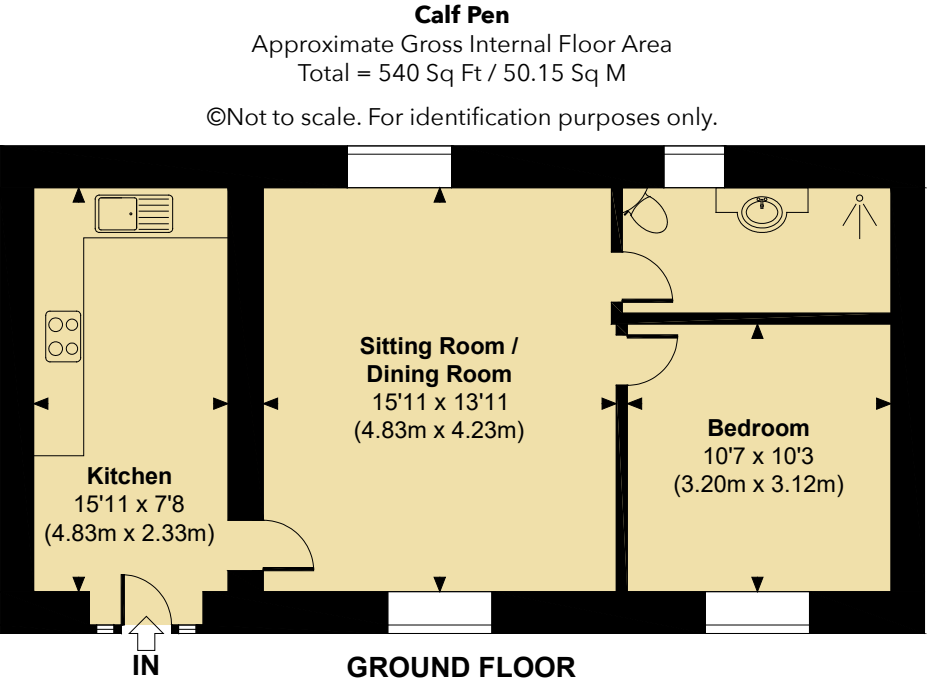 Calf Pen
Approximate Gross Internal Floor Area
Total = 540 Sq Ft / 50.15 Sq M
©Not to scale. For identification purposes only.
Sitting Room /
Dining Room
15'11 x 13'11
(4.83m x 4.23m)
Bedroom
10'7 x 10'3
(3.20m x 3.12m)
Kitchen
15'11 x 7'8
(4.83m x 2.33m)
IN
GROUND FLOOR